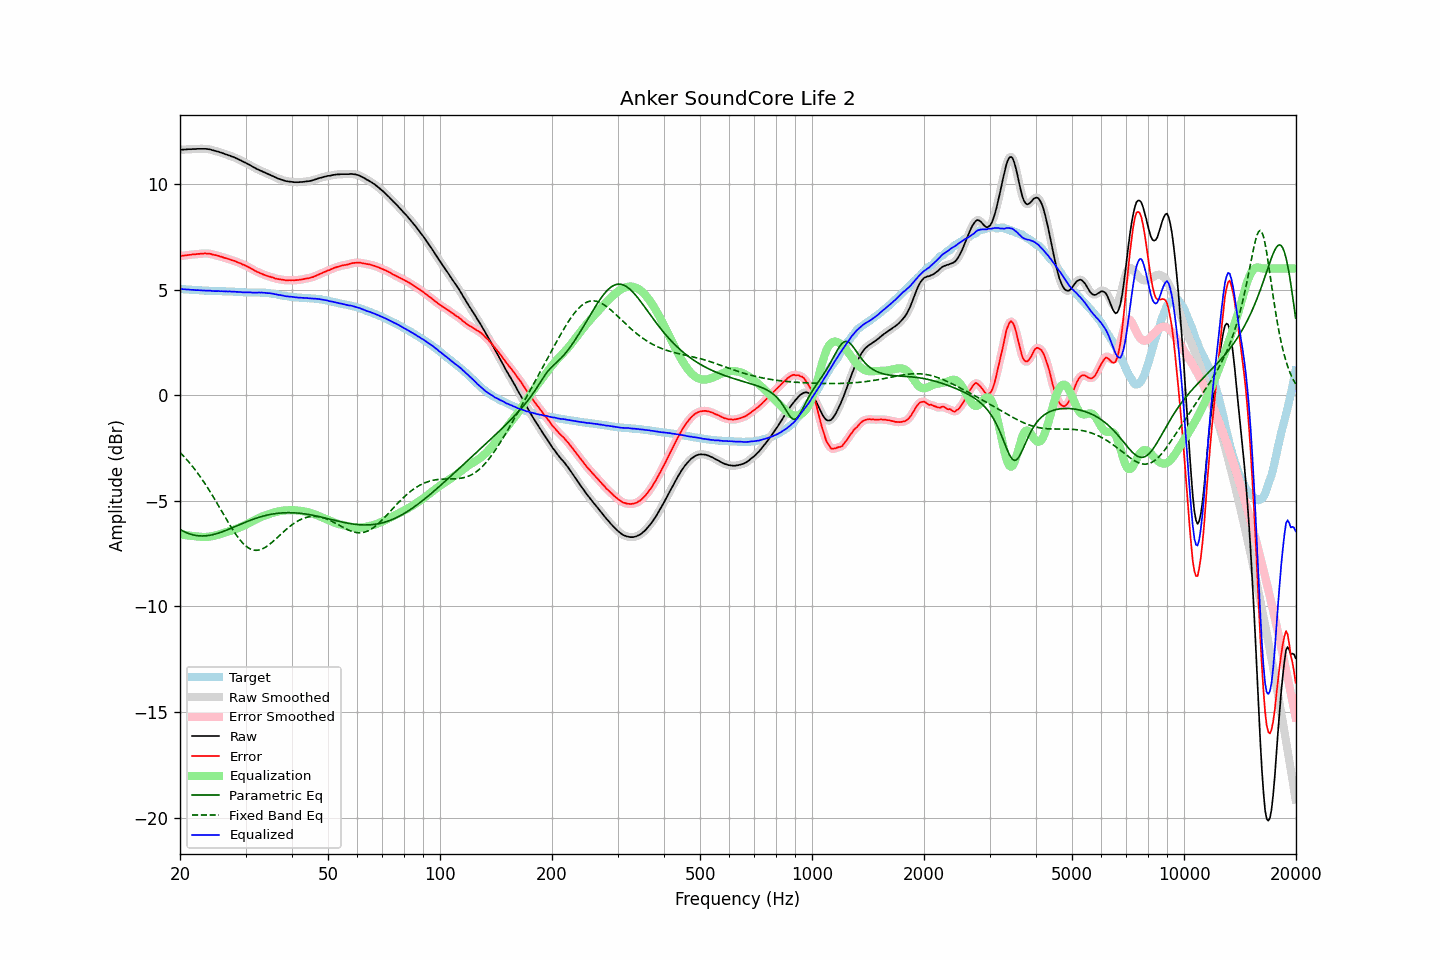 Anker SoundCore Life 2
Amplitude (dBr)
10
5
0
−5
−10
−15
−20
Target
Raw Smoothed
Error Smoothed
Raw
Error
Equalization
Parametric Eq
Fixed Band Eq
Equalized
20
50
100
200
500
1000
2000
5000
10000
20000
Frequency (Hz)